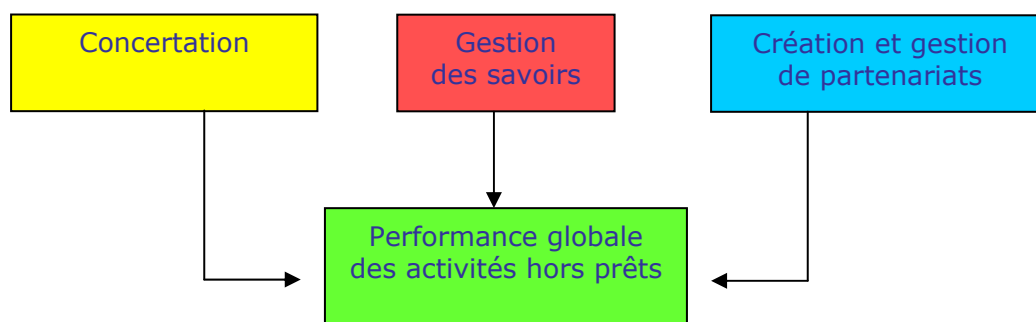 Concertation
Gestion
des savoirs
Création et gestion
de partenariats
Performance globale
des activités hors prêts